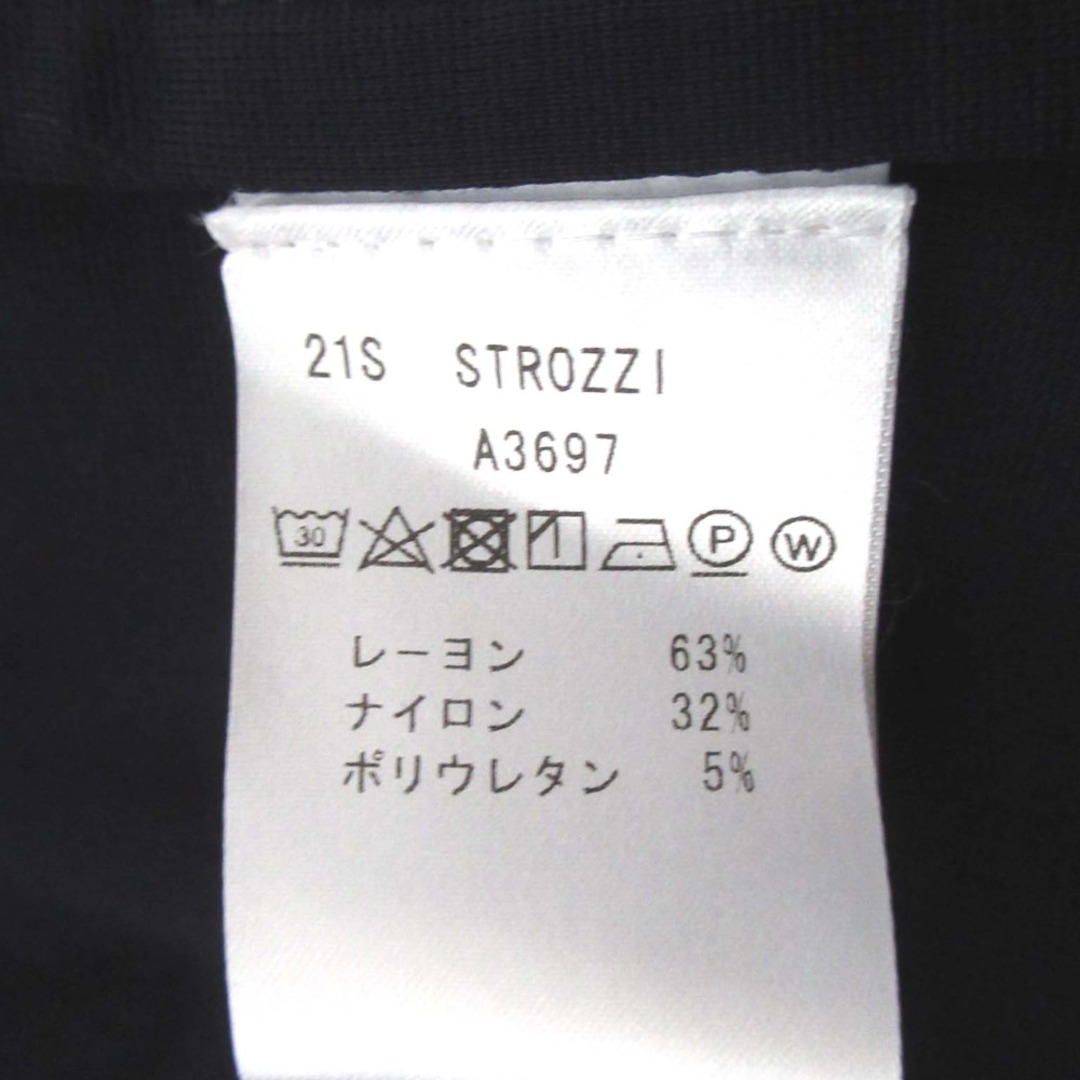 21S STROZZI
A3697
30 P W
レーヨン 63%
ナイロン 32%
ポリウレタン 5%